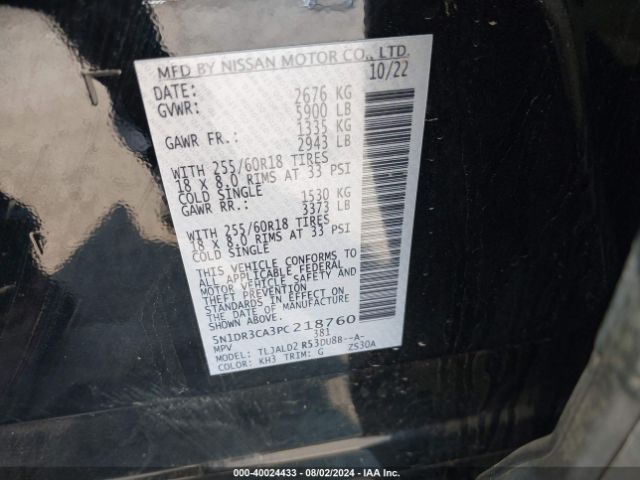 MFD BY NISSAN MOTOR CO., LTD.
DATE: 10/22
GVWR: 2676 KG
5900 LB
GAWR FR.: 1335 KG
2943 LB
WITH 255/60R18 TIRES
18 X 8.0 RIMS AT 33 PSI
COLD SINGLE
GAWR RR.: 1530 KG
3373 LB
WITH 255/60R18 TIRES
18 X 8.0 RIMS AT 33 PSI
COLD SINGLE
THIS VEHICLE CONFORMS TO
ALL APPLICABLE FEDERAL
MOTOR VEHICLE SAFETY AND
THEFT PREVENTION
STANDARDS IN EFFECT ON
THE DATE OF MANUFACTURE
SHOWN ABOVE.
5N1DR3CA3PC218760
MPV 381
MODEL: TLJALD2 R53DU8B--A-
COLOR: KH3 TRIM: G ZS30A
000-40024433 - 08/02/2024 - IAA Inc.